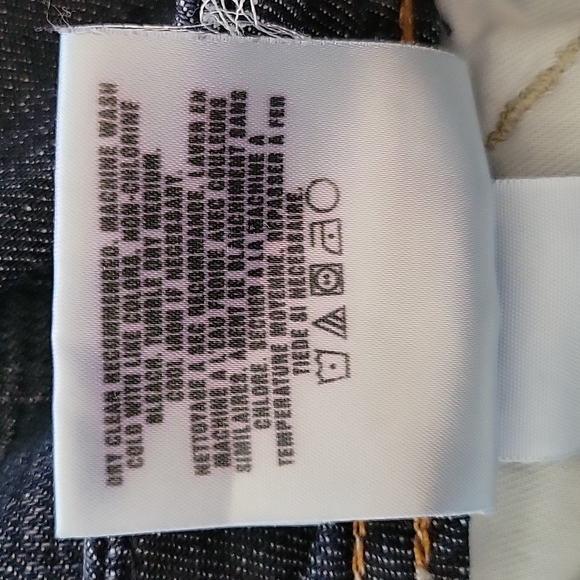 DRY CLEAN RECOMMENDED. MACHINE WASH
COLD WITH LIKE COLORS, NON-CHLORINE
BLEACH, TUMBLE DRY MEDIUM.
COOL IRON IF NECESSARY.
NETTOYAGE A SEC RECOMMANDE. LAVER EN
MACHINE A L'EAU FROIDE AVEC COULEURS
SIMILAIRES. AGENT DE BLANCHIMENT SANS
CHLORE. SECHER A LA MACHINE A
TEMPERATURE MOYENNE. REPASSER À FER
TIEDE SI NECESSAIRE.